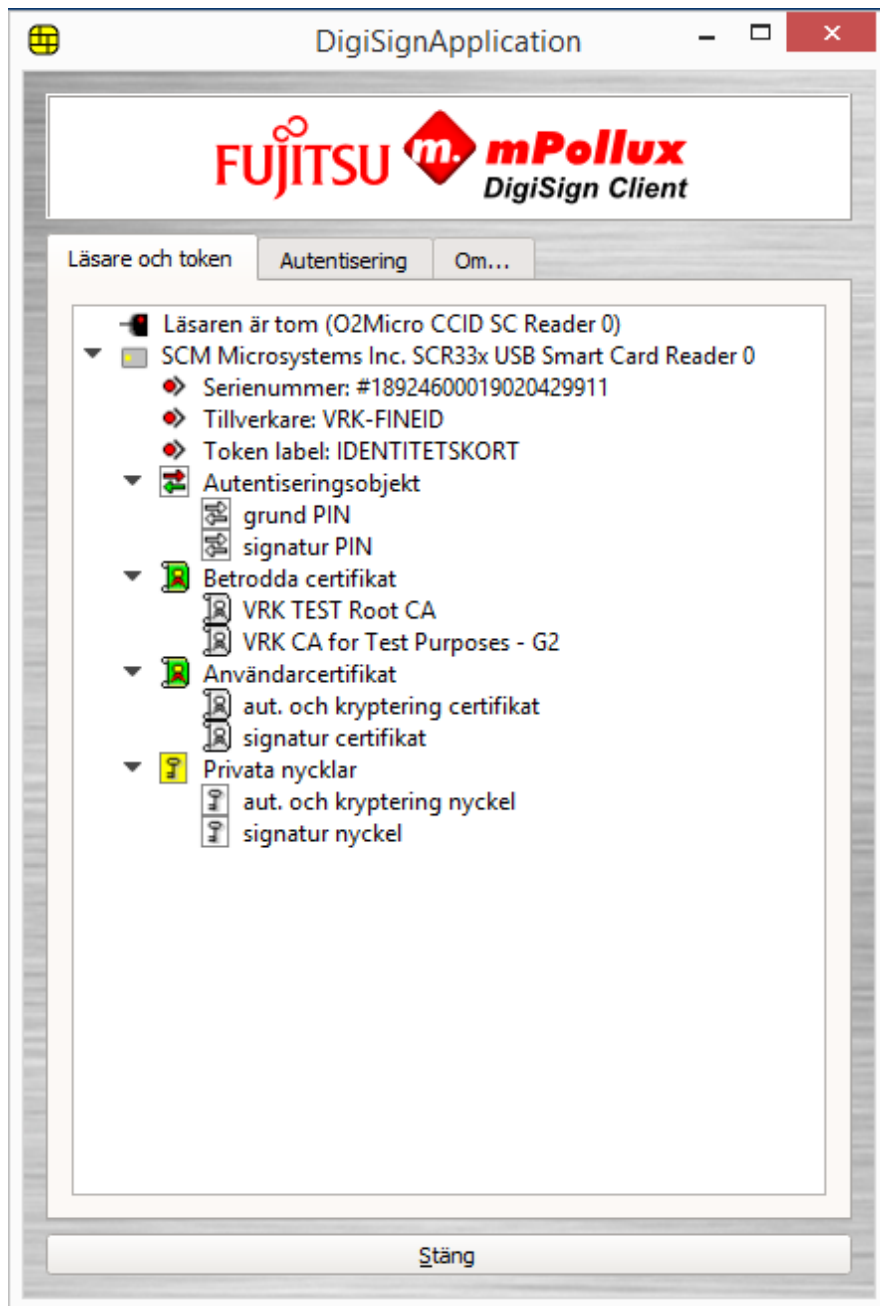 DigiSignApplication
FUJITSU m. mPollux
DigiSign Client
Läsare och token Autentisering Om...
Läsaren är tom (O2Micro CCID SC Reader 0)
SCM Microsystems Inc. SCR33x USB Smart Card Reader 0
Serienummer: #18924600019020429911
Tillverkare: VRK-FINEID
Token label: IDENTITETSKORT
Autentiseringsobjekt
grund PIN
signatur PIN
Betrodda certifikat
VRK TEST Root CA
VRK CA for Test Purposes - G2
Användarcertifikat
aut. och kryptering certifikat
signatur certifikat
Privata nycklar
aut. och kryptering nyckel
signatur nyckel
Stäng